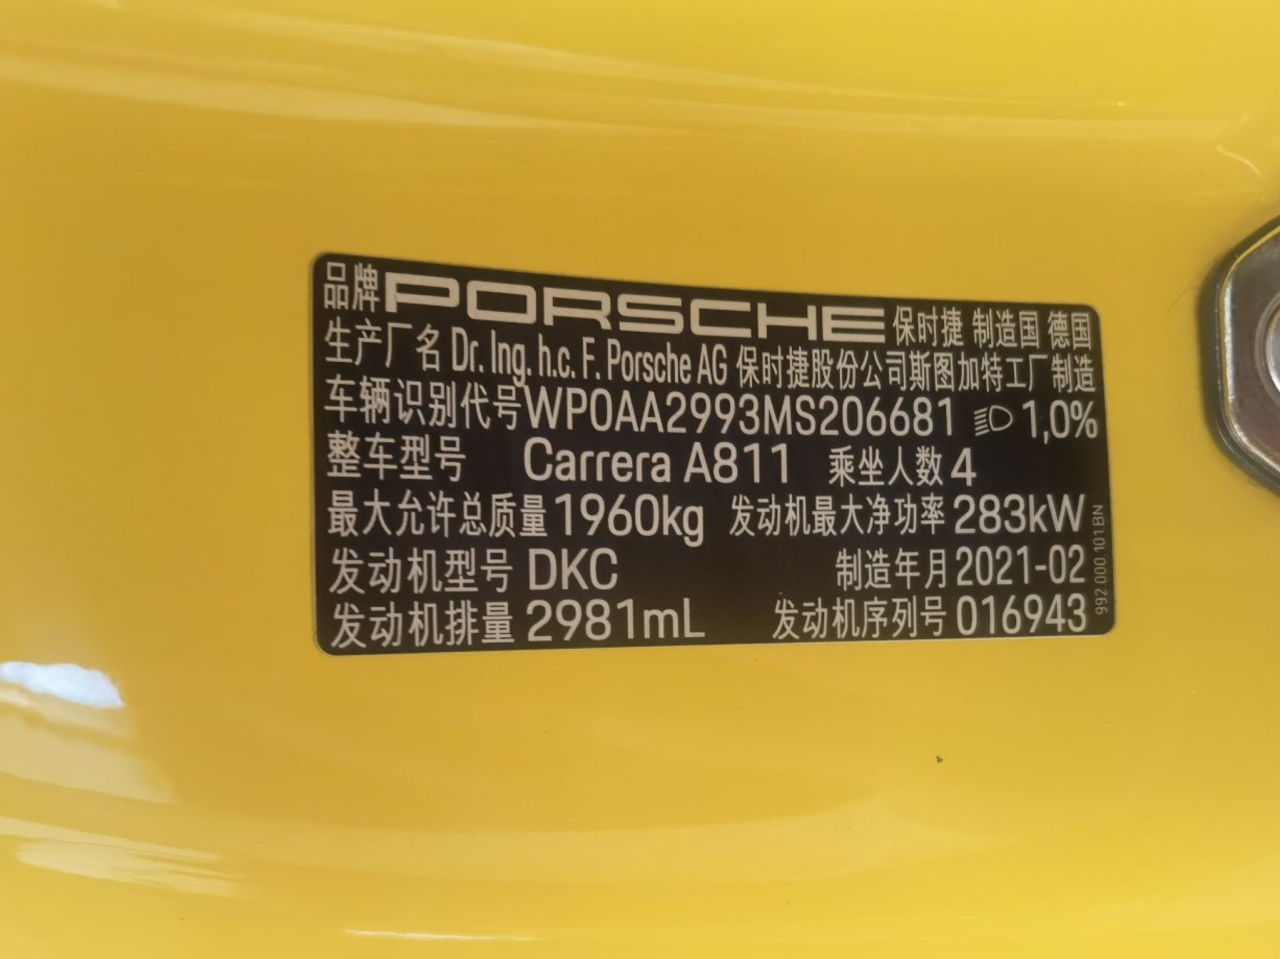 品牌 PORSCHE 保时捷 制造国 德国
生产厂名 Dr. Ing. h.c. F. Porsche AG 保时捷股份公司斯图加特工厂制造
车辆识别代号 WP0AA2993MS206681 1,0%
整车型号 Carrera A811 乘坐人数 4
最大允许总质量 1960kg 发动机最大净功率 283kW
发动机型号 DKC 制造年月 2021-02
发动机排量 2981mL 发动机序列号 016943
992.000.101.BN